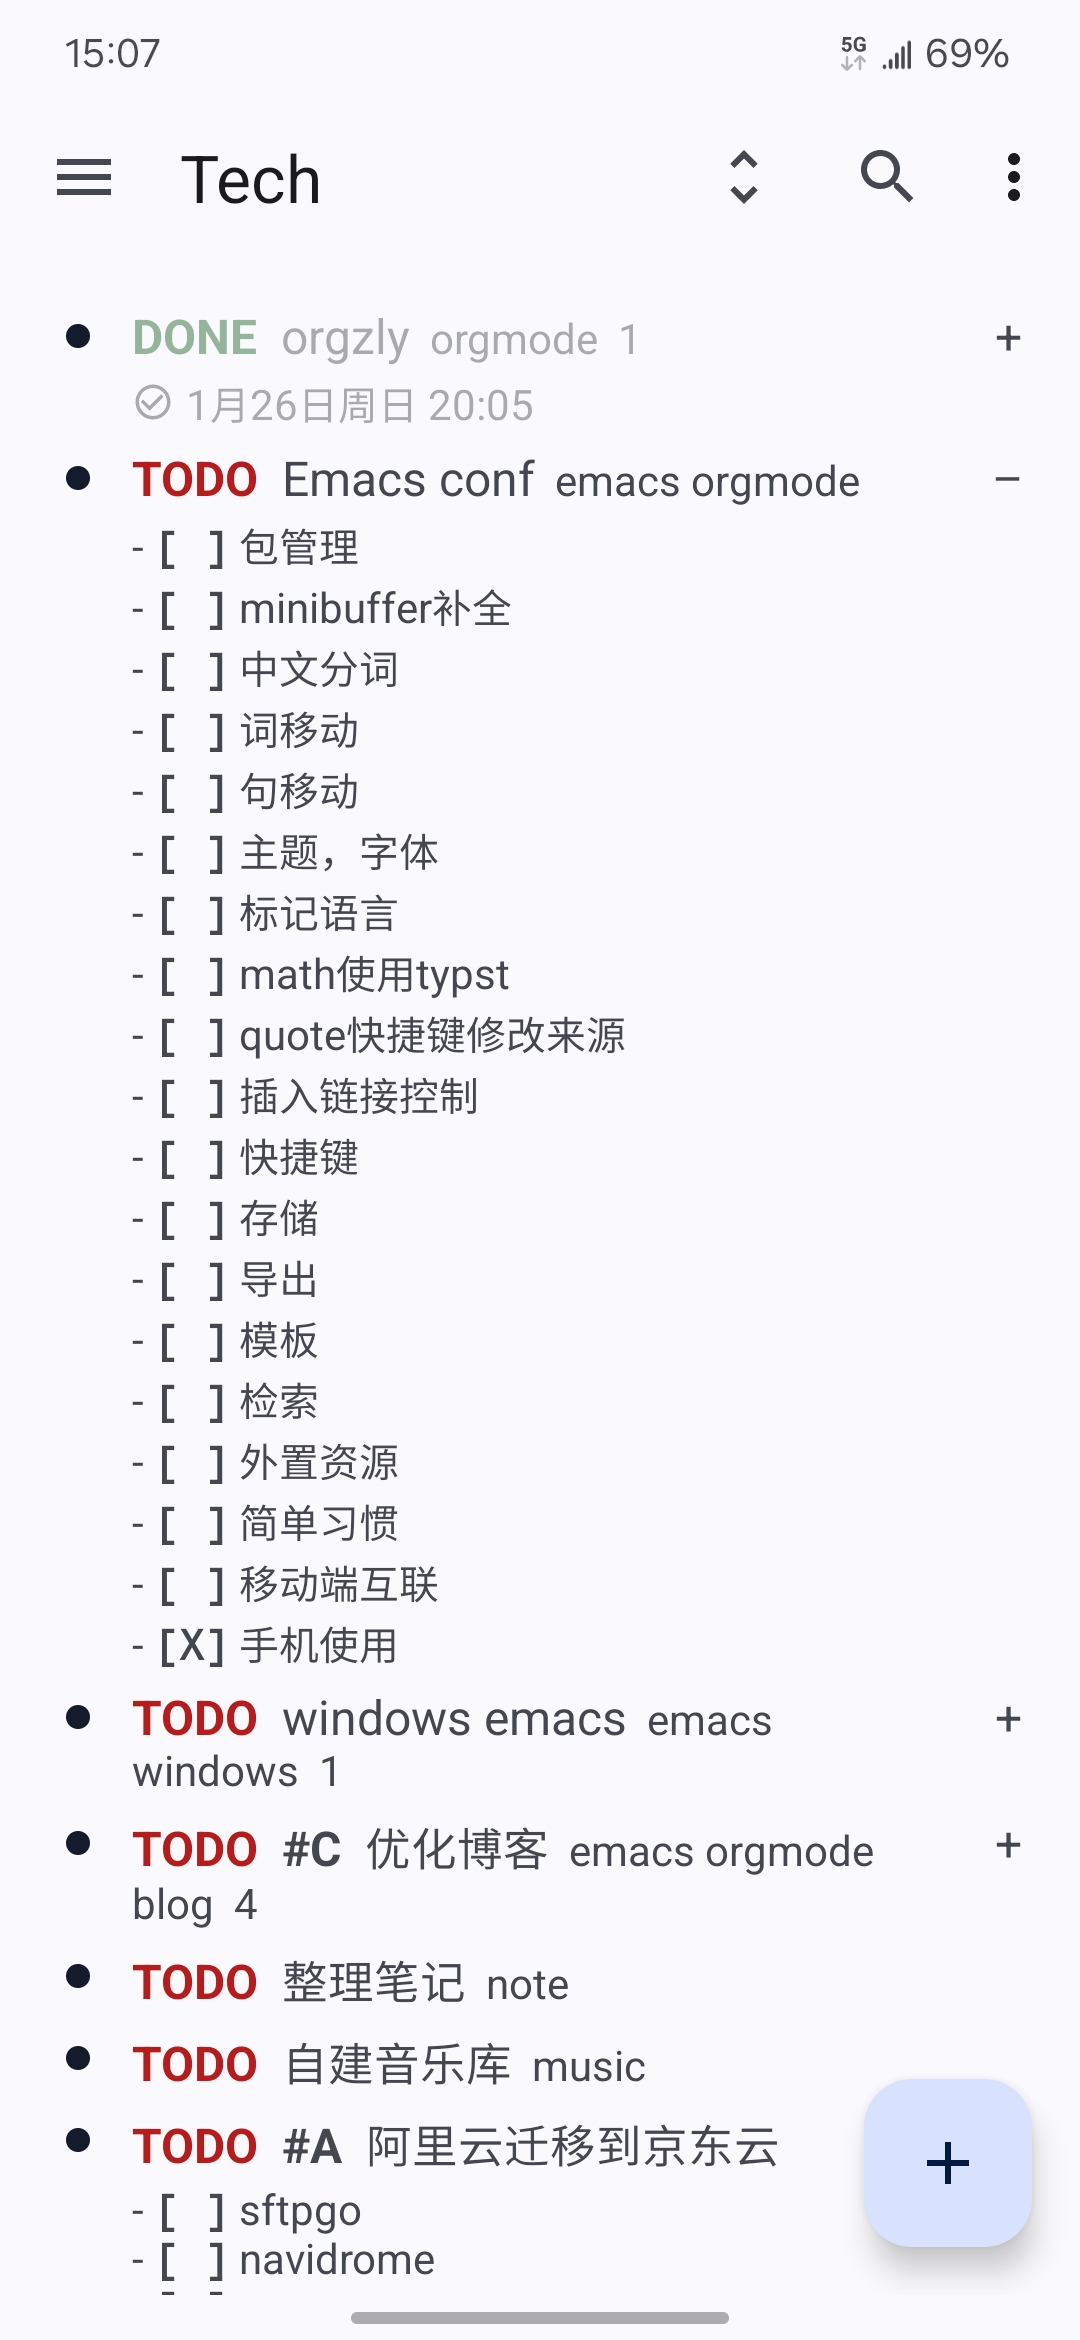 15:07 5G 69%
Tech
DONE orgzly orgmode 1 +
1月26日周日 20:05
TODO Emacs conf emacs orgmode −
- [ ] 包管理
- [ ] minibuffer补全
- [ ] 中文分词
- [ ] 词移动
- [ ] 句移动
- [ ] 主题，字体
- [ ] 标记语言
- [ ] math使用typst
- [ ] quote快捷键修改来源
- [ ] 插入链接控制
- [ ] 快捷键
- [ ] 存储
- [ ] 导出
- [ ] 模板
- [ ] 检索
- [ ] 外置资源
- [ ] 简单习惯
- [ ] 移动端互联
- [X] 手机使用
TODO windows emacs emacs +
windows 1
TODO #C 优化博客 emacs orgmode +
blog 4
TODO 整理笔记 note
TODO 自建音乐库 music
TODO #A 阿里云迁移到京东云
- [ ] sftpgo
- [ ] navidrome